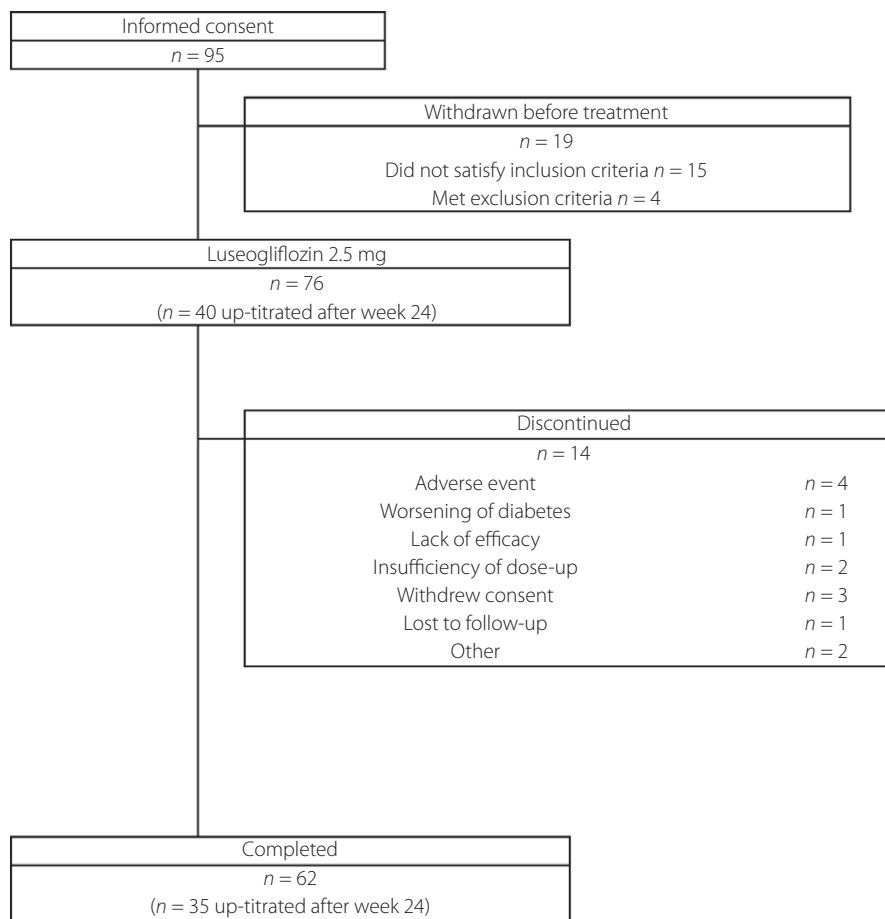 Informed consent
n = 95
Withdrawn before treatment
n = 19
Did not satisfy inclusion criteria n = 15
Met exclusion criteria n = 4
Luseogliflozin 2.5 mg
n = 76
(n = 40 up-titrated after week 24)
Discontinued
n = 14
Adverse event n = 4
Worsening of diabetes n = 1
Lack of efficacy n = 1
Insufficiency of dose-up n = 2
Withdrew consent n = 3
Lost to follow-up n = 1
Other n = 2
Completed
n = 62
(n = 35 up-titrated after week 24)